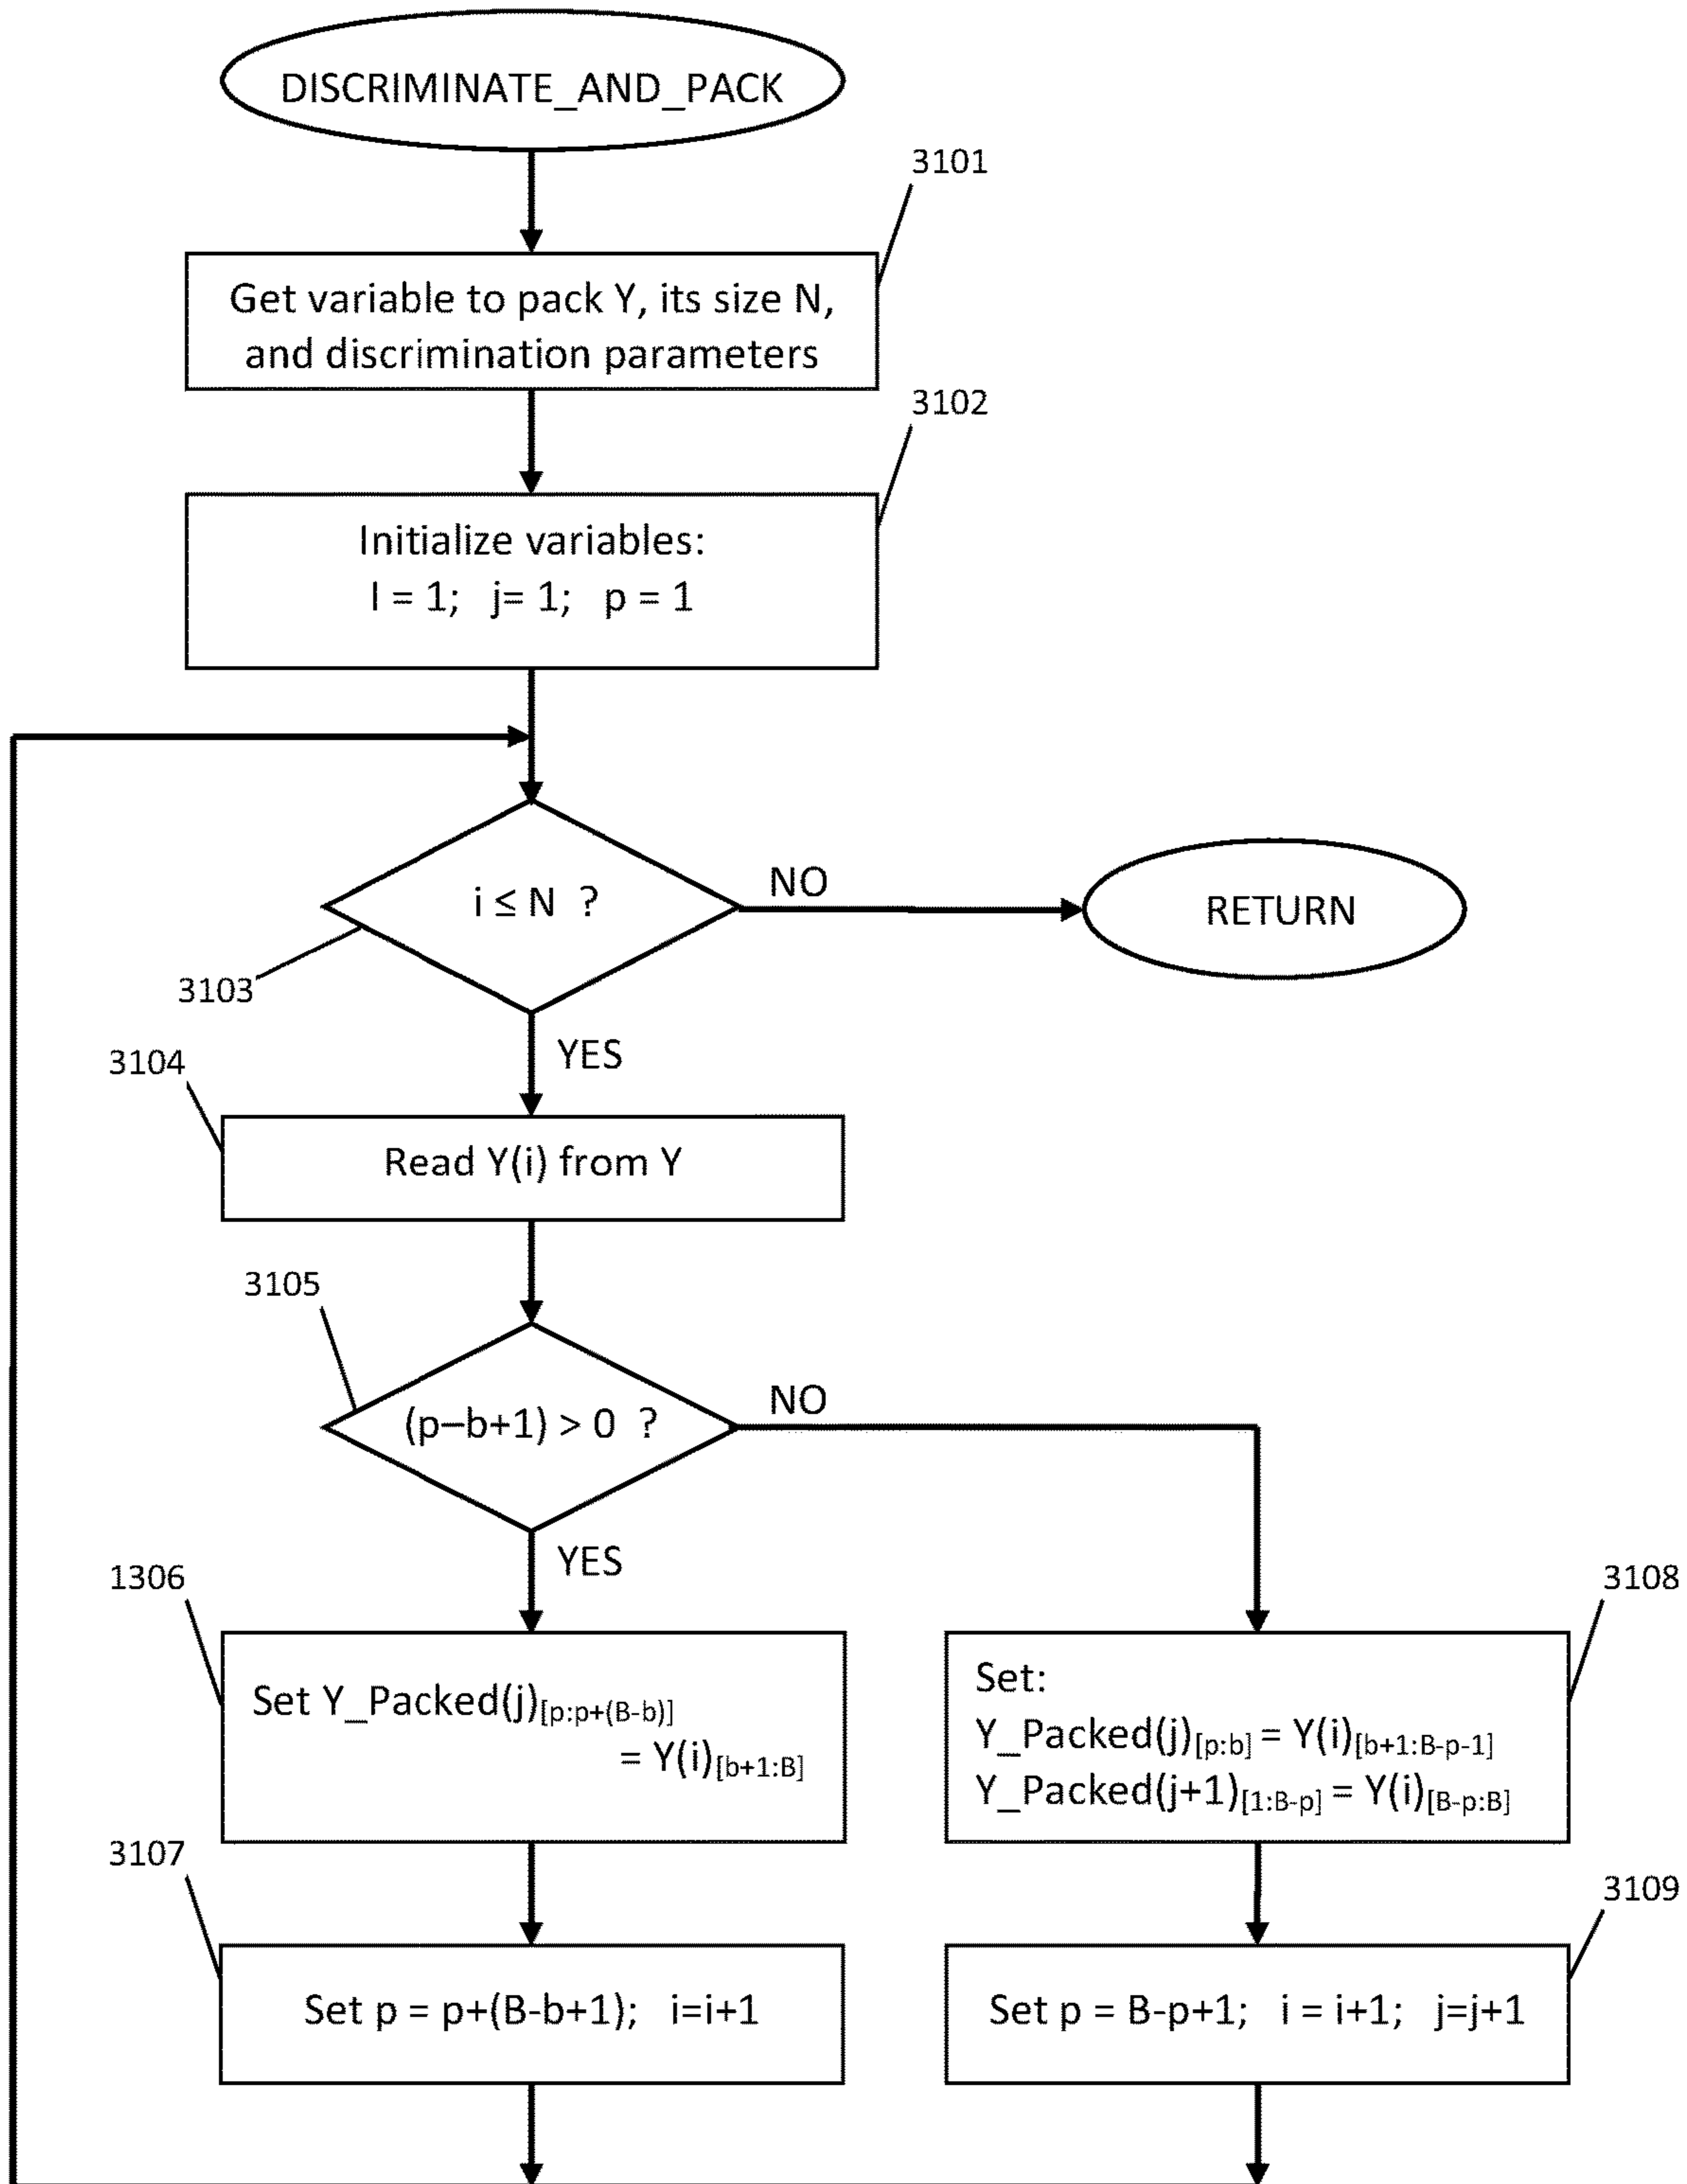 DISCRIMINATE_AND_PACK
3101
Get variable to pack Y, its size N,
and discrimination parameters
3102
Initialize variables:
I = 1; j= 1; p = 1
i ≤ N ?
NO
RETURN
3103
YES
3104
Read Y(i) from Y
3105
(p–b+1) > 0 ?
NO
YES
1306
Set Y_Packed(j)[p:p+(B-b)]
= Y(i)[b+1:B]
3108
Set:
Y_Packed(j)[p:b] = Y(i)[b+1:B-p-1]
Y_Packed(j+1)[1:B-p] = Y(i)[B-p:B]
3107
Set p = p+(B-b+1); i=i+1
3109
Set p = B-p+1; i = i+1; j=j+1